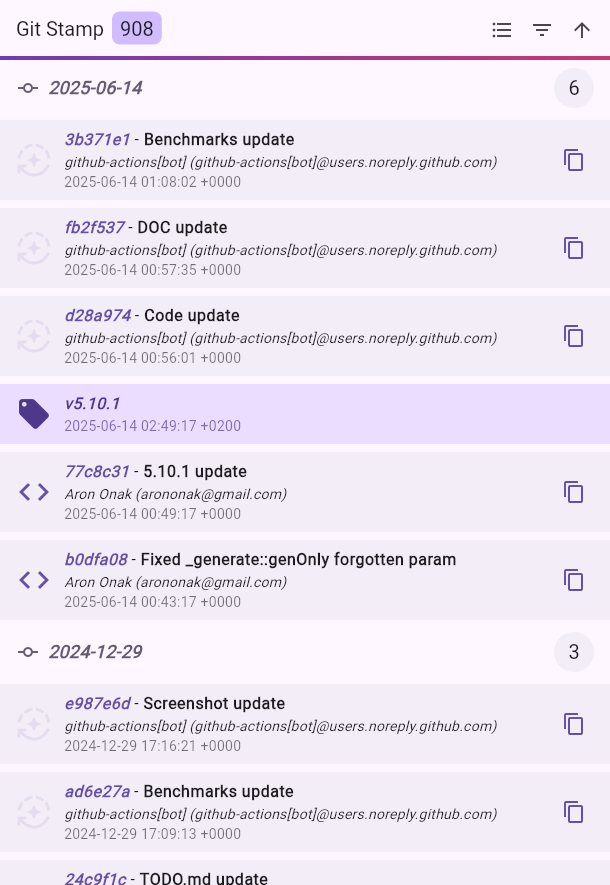 Git Stamp 908
2025-06-14 6
3b371e1 - Benchmarks update
github-actions[bot] (github-actions[bot]@users.noreply.github.com)
2025-06-14 01:08:02 +0000
fb2f537 - DOC update
github-actions[bot] (github-actions[bot]@users.noreply.github.com)
2025-06-14 00:57:35 +0000
d28a974 - Code update
github-actions[bot] (github-actions[bot]@users.noreply.github.com)
2025-06-14 00:56:01 +0000
v5.10.1
2025-06-14 02:49:17 +0200
77c8c31 - 5.10.1 update
Aron Onak (arononak@gmail.com)
2025-06-14 00:49:17 +0000
b0dfa08 - Fixed _generate::genOnly forgotten param
Aron Onak (arononak@gmail.com)
2025-06-14 00:43:17 +0000
2024-12-29 3
e987e6d - Screenshot update
github-actions[bot] (github-actions[bot]@users.noreply.github.com)
2024-12-29 17:16:21 +0000
ad6e27a - Benchmarks update
github-actions[bot] (github-actions[bot]@users.noreply.github.com)
2024-12-29 17:09:13 +0000
24c9f1c - TODO.md update